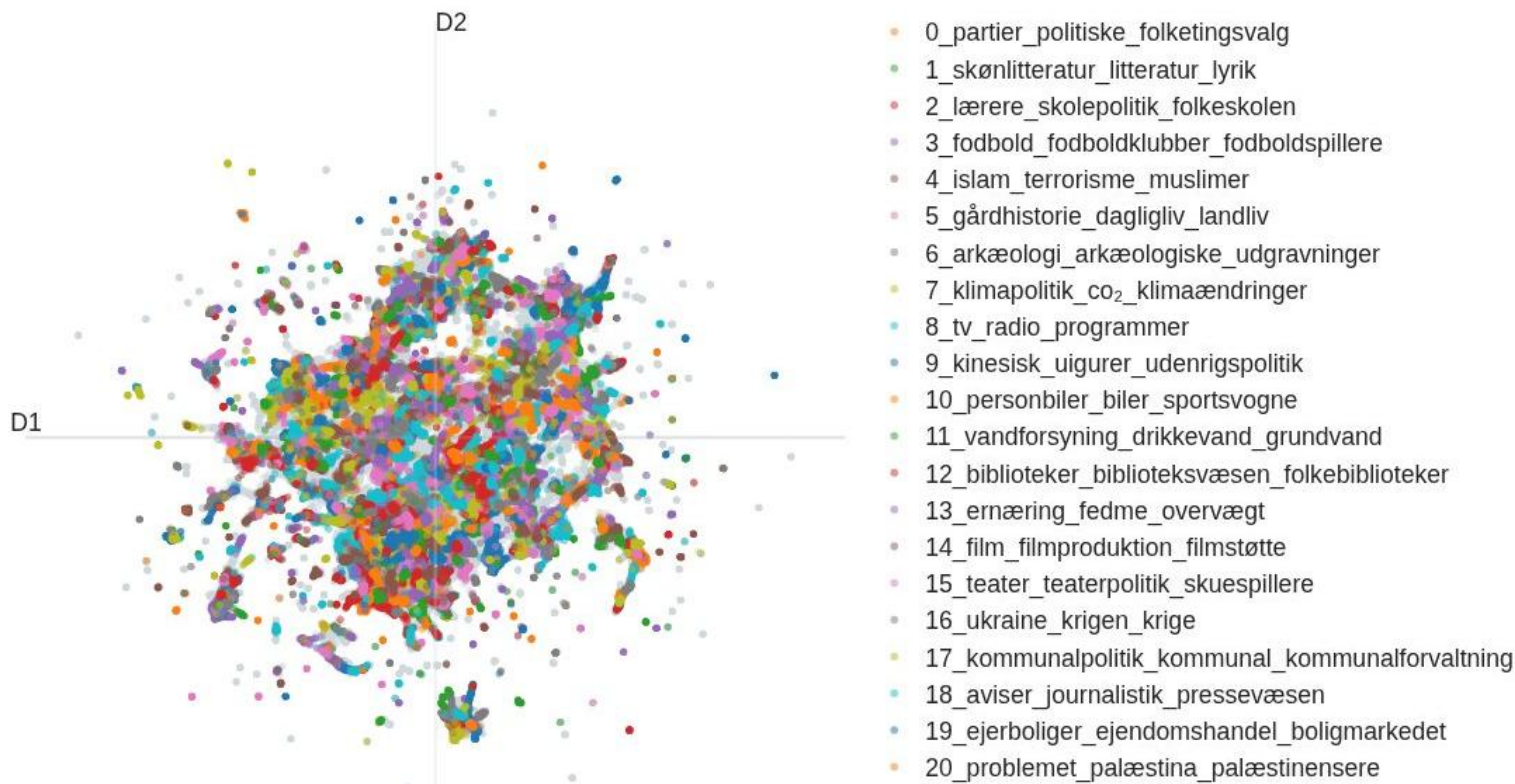 D2
D1
0_partier_politiske_folketingsvalg
1_skønlitteratur_litteratur_lyrik
2_lærere_skolepolitik_folkeskolen
3_fodbold_fodboldklubber_fodboldspillere
4_islam_terrorisme_muslimer
5_gårdhistorie_dagligliv_landliv
6_arkæologi_arkæologiske_udgravninger
7_klimapolitik_co₂_klimaændringer
8_tv_radio_programmer
9_kinesisk_uigurer_udenrigspolitik
10_personbiler_biler_sportsvogne
11_vandforsyning_drikkevand_grundvand
12_biblioteker_biblioteksvæsen_folkebiblioteker
13_ernæring_fedme_overvægt
14_film_filmproduktion_filmstøtte
15_teater_teaterpolitik_skuespillere
16_ukraine_krigen_krige
17_kommunalpolitik_kommunal_kommunalforvaltning
18_aviser_journalistik_pressevæsen
19_ejerboliger_ejendomshandel_boligmarkedet
20_problemet_palæstina_palæstinensere